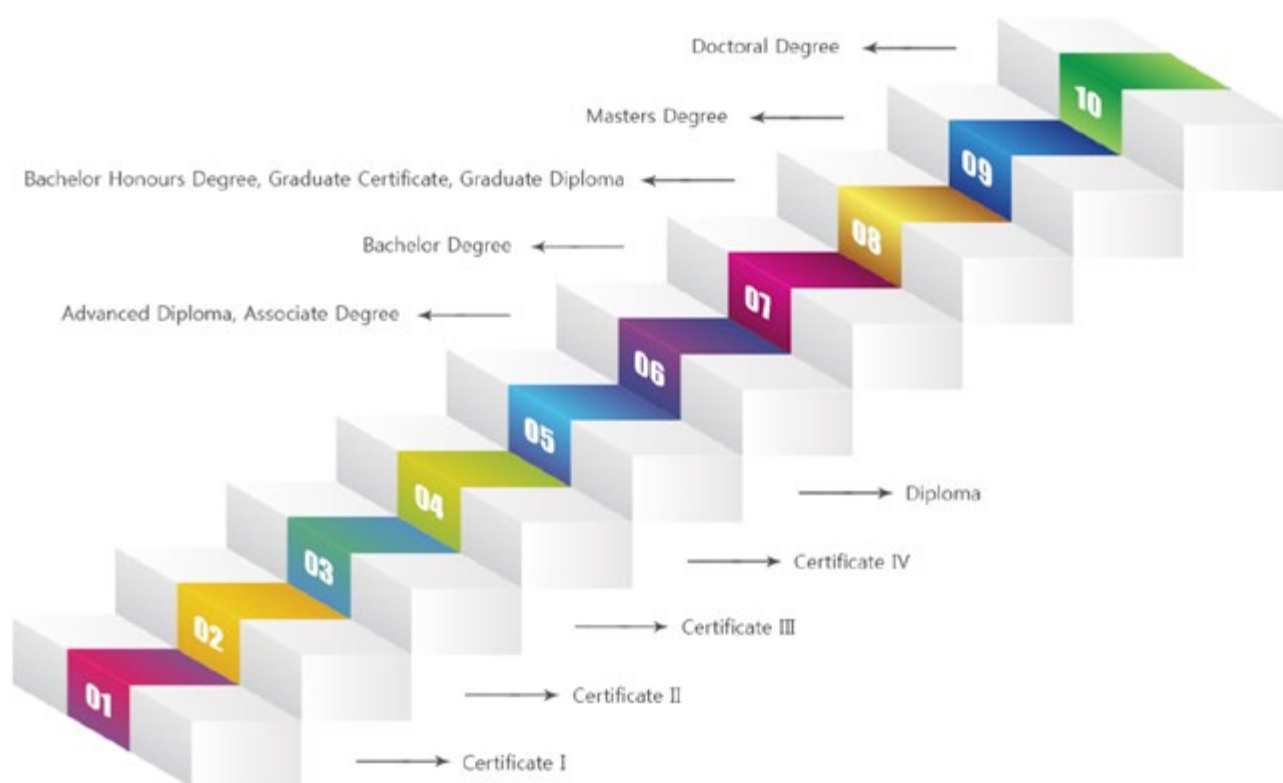 Doctoral Degree
10
Masters Degree
09
Bachelor Honours Degree, Graduate Certificate, Graduate Diploma
08
Bachelor Degree
07
Advanced Diploma, Associate Degree
06
05
Diploma
04
Certificate IV
03
Certificate III
02
Certificate II
01
Certificate I